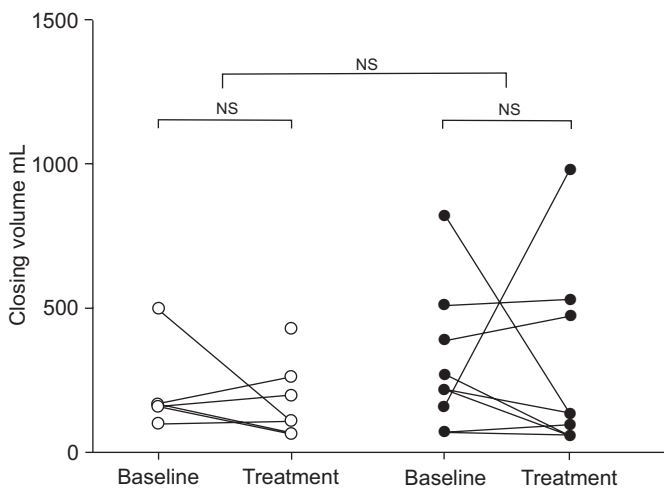 1500
NS
NS
NS
1000
Closing volume mL
500
0
Baseline
Treatment
Baseline
Treatment